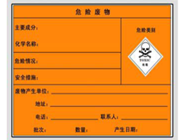 危险废物
主要成分：
危险类别
化学名称：
危险情况：
安全措施：
废物产生单位：
地址：
电话： 联系人：
批次： 数量： 产生日期：